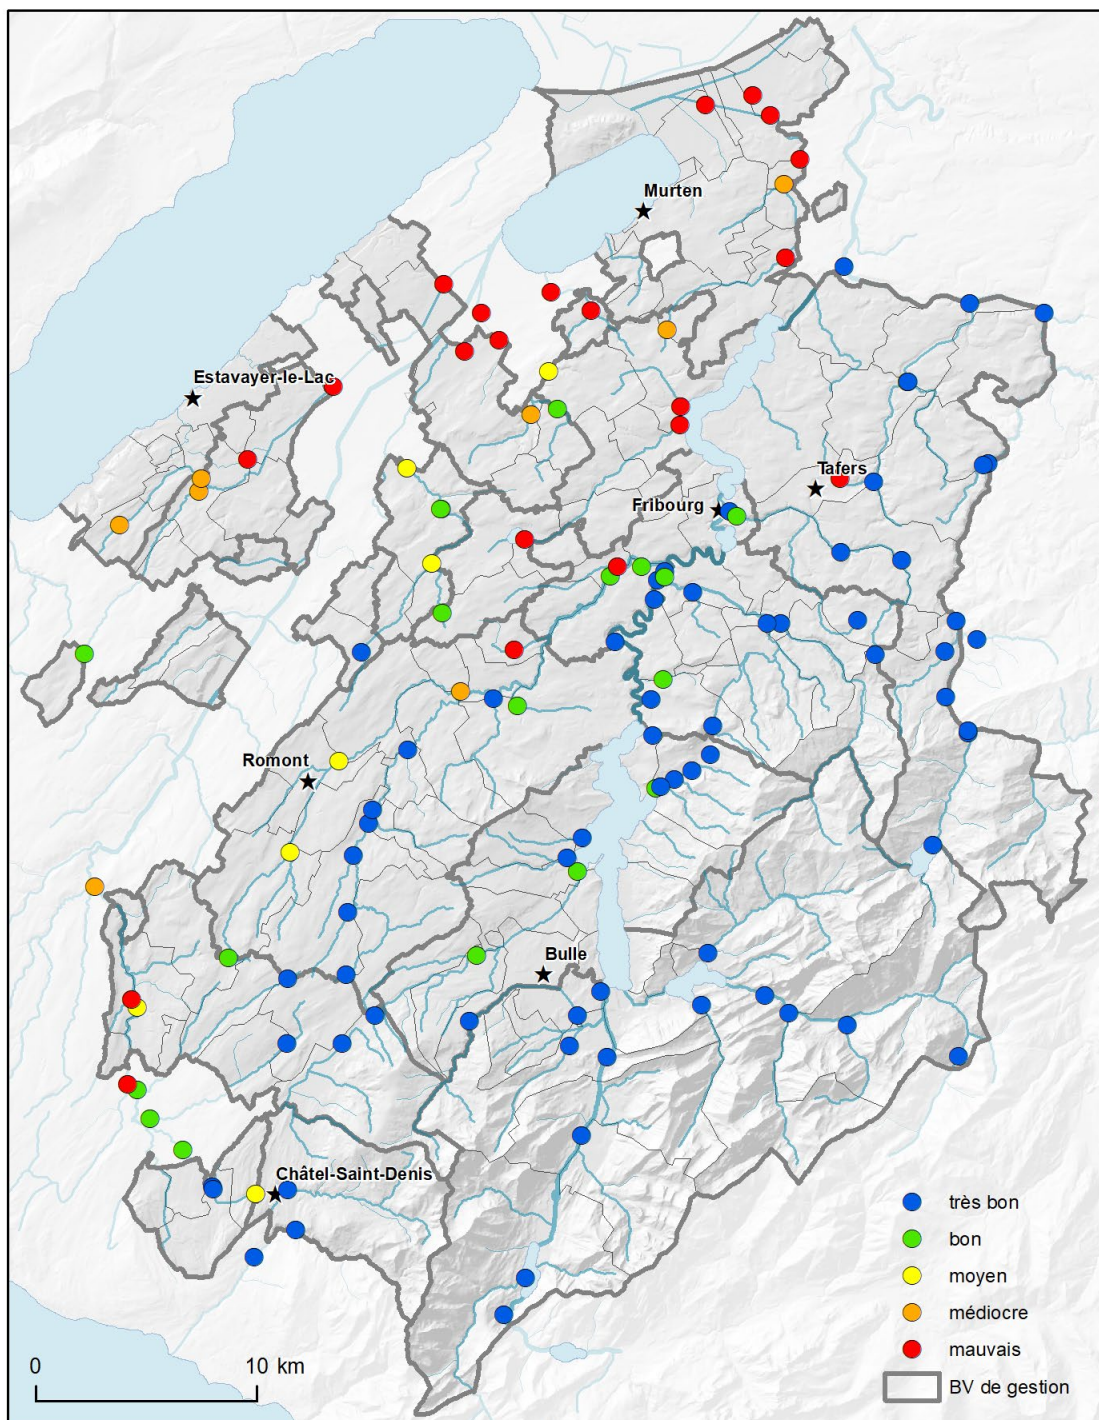 Murten
Estavayer-le-Lac
Tafers
Fribourg
Romont
Bulle
Châtel-Saint-Denis
très bon
bon
moyen
médiocre
mauvais
BV de gestion
0 10 km